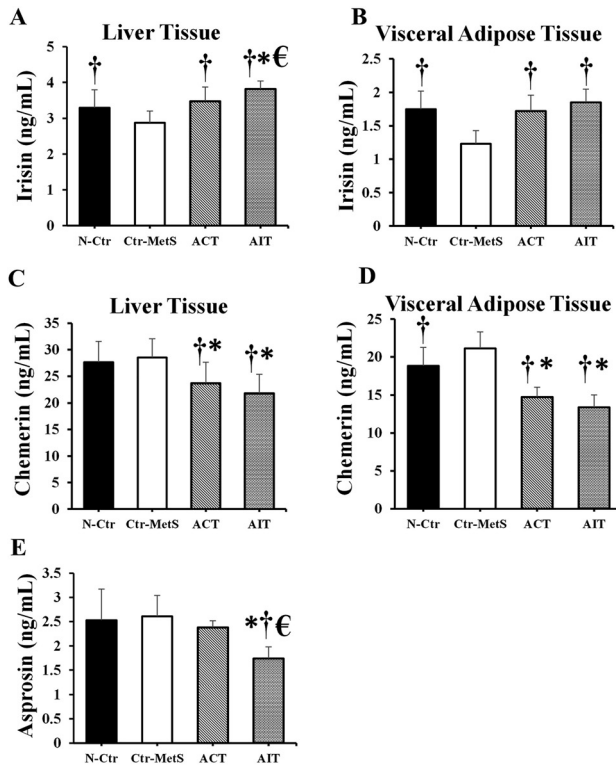 A
Liver Tissue
Irisin (ng/mL)
5
4
3
2
1
0
†
†
†*€
N-Ctr
Ctr-MetS
ACT
AIT
B
Visceral Adipose Tissue
Irisin (ng/mL)
2.5
2
1.5
1
0.5
0
†
†
†
N-Ctr
Ctr-MetS
ACT
AIT
C
Liver Tissue
Chemerin (ng/mL)
35
30
25
20
15
10
5
0
†*
†*
N-Ctr
Ctr-MetS
ACT
AIT
D
Visceral Adipose Tissue
Chemerin (ng/mL)
25
20
15
10
5
0
†
†*
†*
N-Ctr
Ctr-MetS
ACT
AIT
E
Asprosin (ng/mL)
3.5
3
2.5
2
1.5
1
0.5
0
*†€
N-Ctr
Ctr-MetS
ACT
AIT